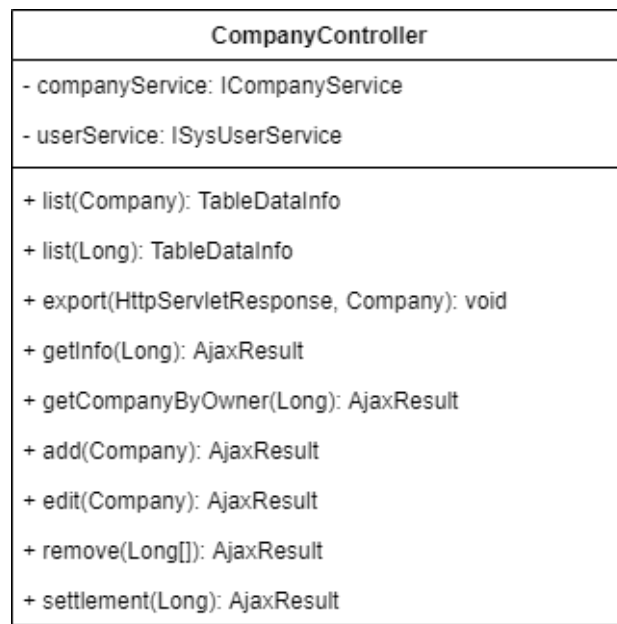 CompanyController
- companyService: ICompanyService
- userService: ISysUserService
+ list(Company): TableDataInfo
+ list(Long): TableDataInfo
+ export(HttpServletResponse, Company): void
+ getInfo(Long): AjaxResult
+ getCompanyByOwner(Long): AjaxResult
+ add(Company): AjaxResult
+ edit(Company): AjaxResult
+ remove(Long[]): AjaxResult
+ settlement(Long): AjaxResult